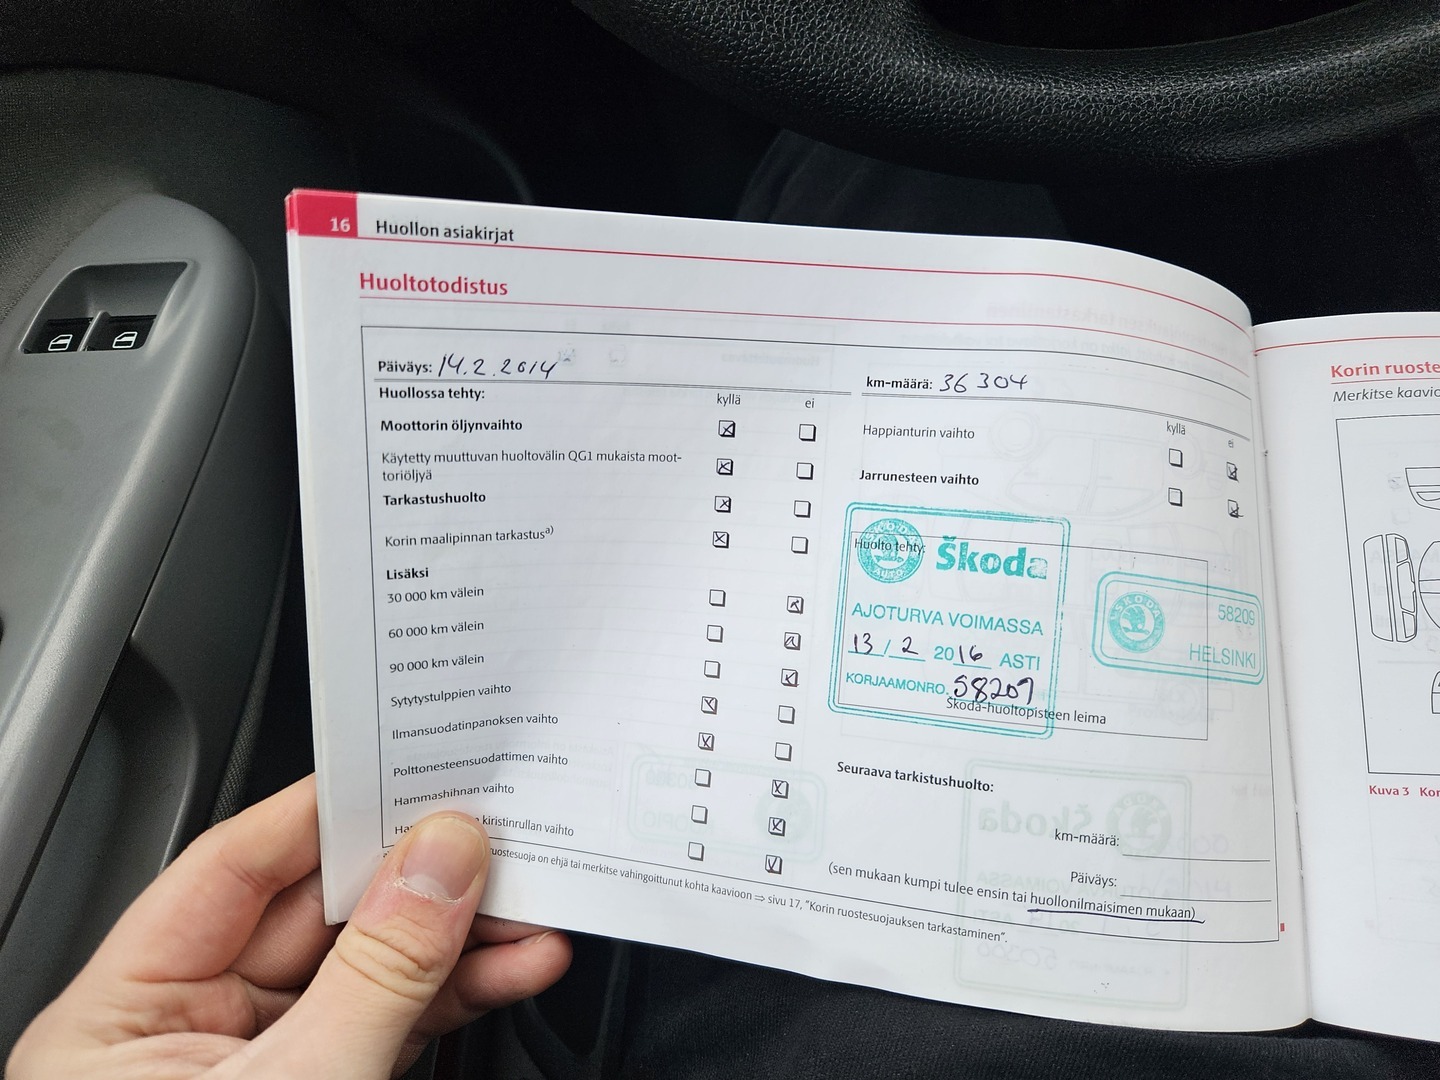 16 Huollon asiakirjat
Huoltotodistus
Päiväys: 14.2.2014
Huollossa tehty: kyllä ei
Moottorin öljynvaihto
Käytetty muuttuvan huoltovälin QG1 mukaista moot-
toriöljyä
Tarkastushuolto
Korin maalipinnan tarkastus a)
Lisäksi
30 000 km välein
60 000 km välein
90 000 km välein
Sytytystulppien vaihto
Ilmansuodatinpanoksen vaihto
Polttonesteensuodattimen vaihto
Hammashihnan vaihto
kiristinrullan vaihto
ruostesuoja on ehjä tai merkitse vahingoittunut kohta kaavioon ⇒ sivu 17, "Korin ruostesuojauksen tarkastaminen".
km-määrä: 36 304
kyllä ei
Happianturin vaihto
Jarrunesteen vaihto
Huolto tehty:
SKODA
AUTO
Škoda
AJOTURVA VOIMASSA
13 / 2 2016 ASTI
KORJAAMONRO. 58209
Škoda-huoltopisteen leima
SKODA
58209
HELSINKI
Seuraava tarkistushuolto:
km-määrä:
Päiväys:
(sen mukaan kumpi tulee ensin tai huollonilmaisimen mukaan)
Korin ruoste
Merkitse kaavio
Kuva 3 Kor